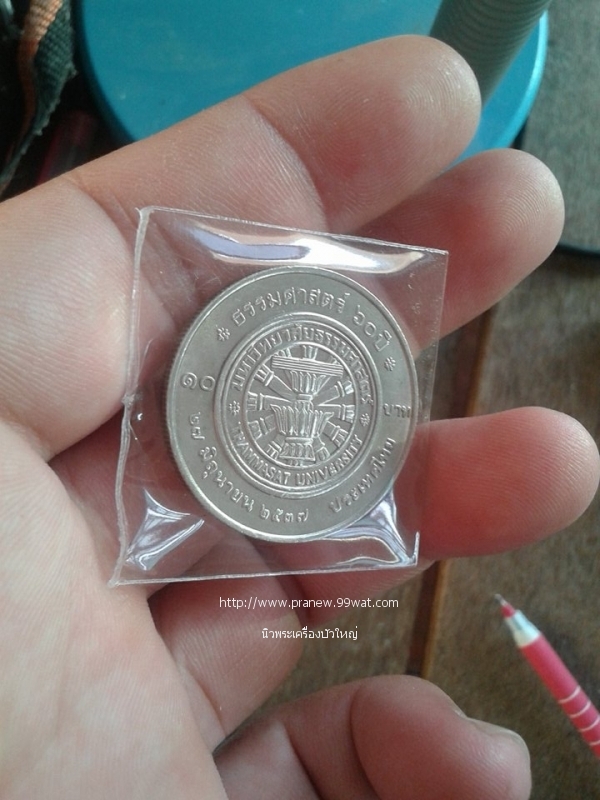 * ธรรมศาสตร์ ๖๐ ปี *
๑๐
บาท
* มหาวิทยาลัยธรรมศาสตร์ *
THAMMASAT UNIVERSITY
๒๗ มิถุนายน ๒๕๓๗
ประเทศไทย
http://www.pranew.99wat.com
นิวพระเครื่องบัวใหญ่